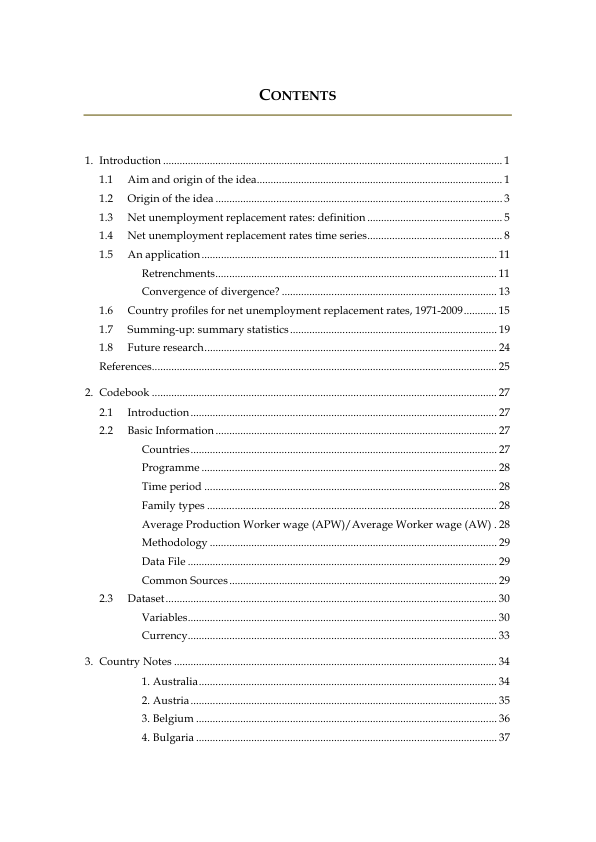 CONTENTS
1. Introduction ........ 1
1.1 Aim and origin of the idea ........ 1
1.2 Origin of the idea ........ 3
1.3 Net unemployment replacement rates: definition ........ 5
1.4 Net unemployment replacement rates time series ........ 8
1.5 An application ........ 11
Retrenchments ........ 11
Convergence of divergence? ........ 13
1.6 Country profiles for net unemployment replacement rates, 1971-2009 ........ 15
1.7 Summing-up: summary statistics ........ 19
1.8 Future research ........ 24
References ........ 25
2. Codebook ........ 27
2.1 Introduction ........ 27
2.2 Basic Information ........ 27
Countries ........ 27
Programme ........ 28
Time period ........ 28
Family types ........ 28
Average Production Worker wage (APW)/Average Worker wage (AW) . 28
Methodology ........ 29
Data File ........ 29
Common Sources ........ 29
2.3 Dataset ........ 30
Variables ........ 30
Currency ........ 33
3. Country Notes ........ 34
1. Australia ........ 34
2. Austria ........ 35
3. Belgium ........ 36
4. Bulgaria ........ 37